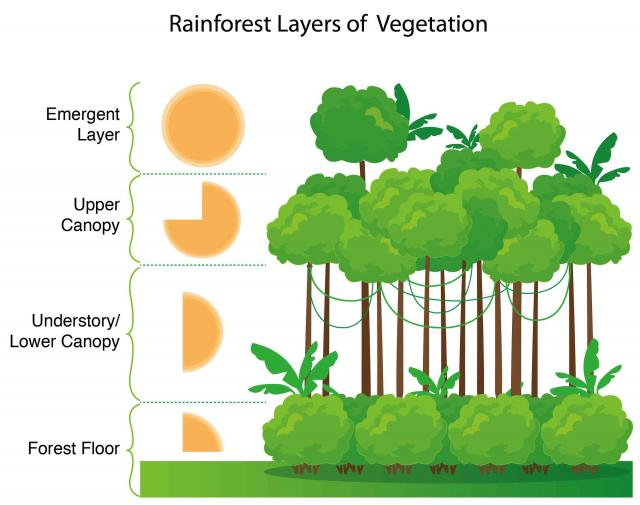 Rainforest Layers of Vegetation
Emergent
Layer
Upper
Canopy
Understory/
Lower Canopy
Forest Floor